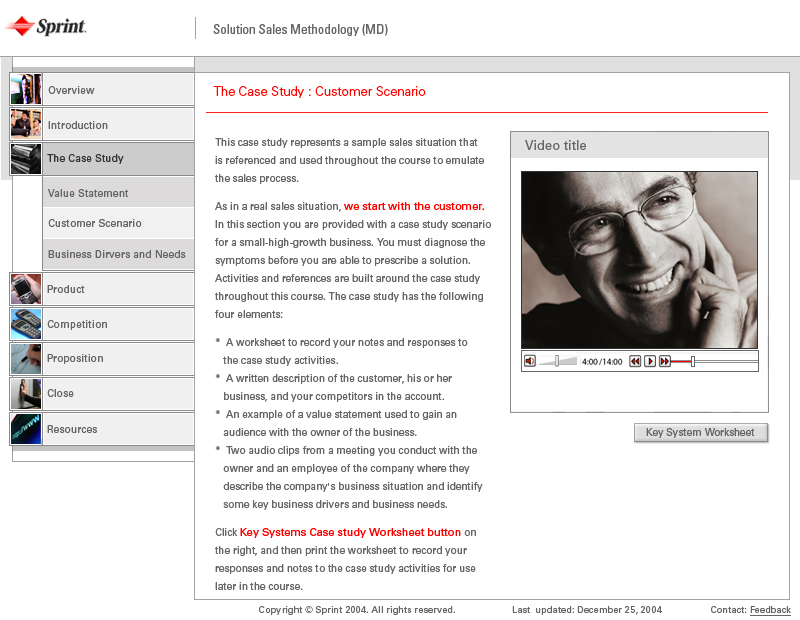 Sprint
Solution Sales Methodology (MD)
Overview
Introduction
The Case Study
Value Statement
Customer Scenario
Business Dirvers and Needs
Product
Competition
Proposition
Close
Resources
The Case Study : Customer Scenario
This case study represents a sample sales situation that
is referenced and used throughout the course to emulate
the sales process.
As in a real sales situation, we start with the customer.
In this section you are provided with a case study scenario
for a small-high-growth business. You must diagnose the
symptoms before you are able to prescribe a solution.
Activities and references are built around the case study
throughout this course. The case study has the following
four elements:
* A worksheet to record your notes and responses to
the case study activities.
* A written description of the customer, his or her
business, and your competitors in the account.
* An example of a value statement used to gain an
audience with the owner of the business.
* Two audio clips from a meeting you conduct with the
owner and an employee of the company where they
describe the company's business situation and identify
some key business drivers and business needs.
Click Key Systems Case study Worksheet button on
the right, and then print the worksheet to record your
responses and notes to the case study activities for use
later in the course.
Video title
4:00/14:00
Key System Worksheet
Copyright © Sprint 2004. All rights reserved.
Last updated: December 25, 2004
Contact: Feedback